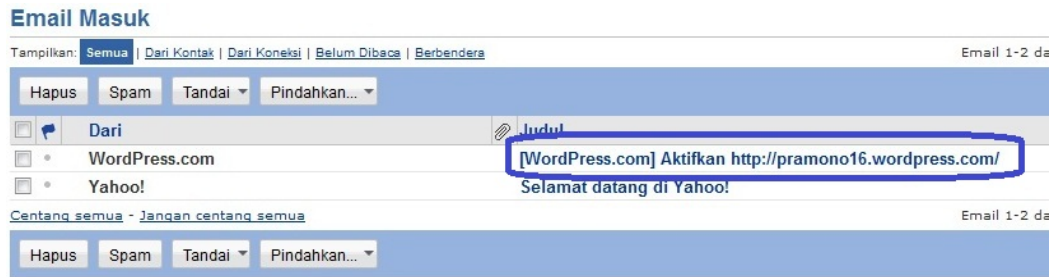 Email Masuk
Tampilkan: Semua | Dari Kontak | Dari Koneksi | Belum Dibaca | Berbendera Email 1-2 da
Hapus Spam Tandai Pindahkan...
Dari Judul
WordPress.com [WordPress.com] Aktifkan http://pramono16.wordpress.com/
Yahoo! Selamat datang di Yahoo!
Centang semua - Jangan centang semua Email 1-2 da
Hapus Spam Tandai Pindahkan...